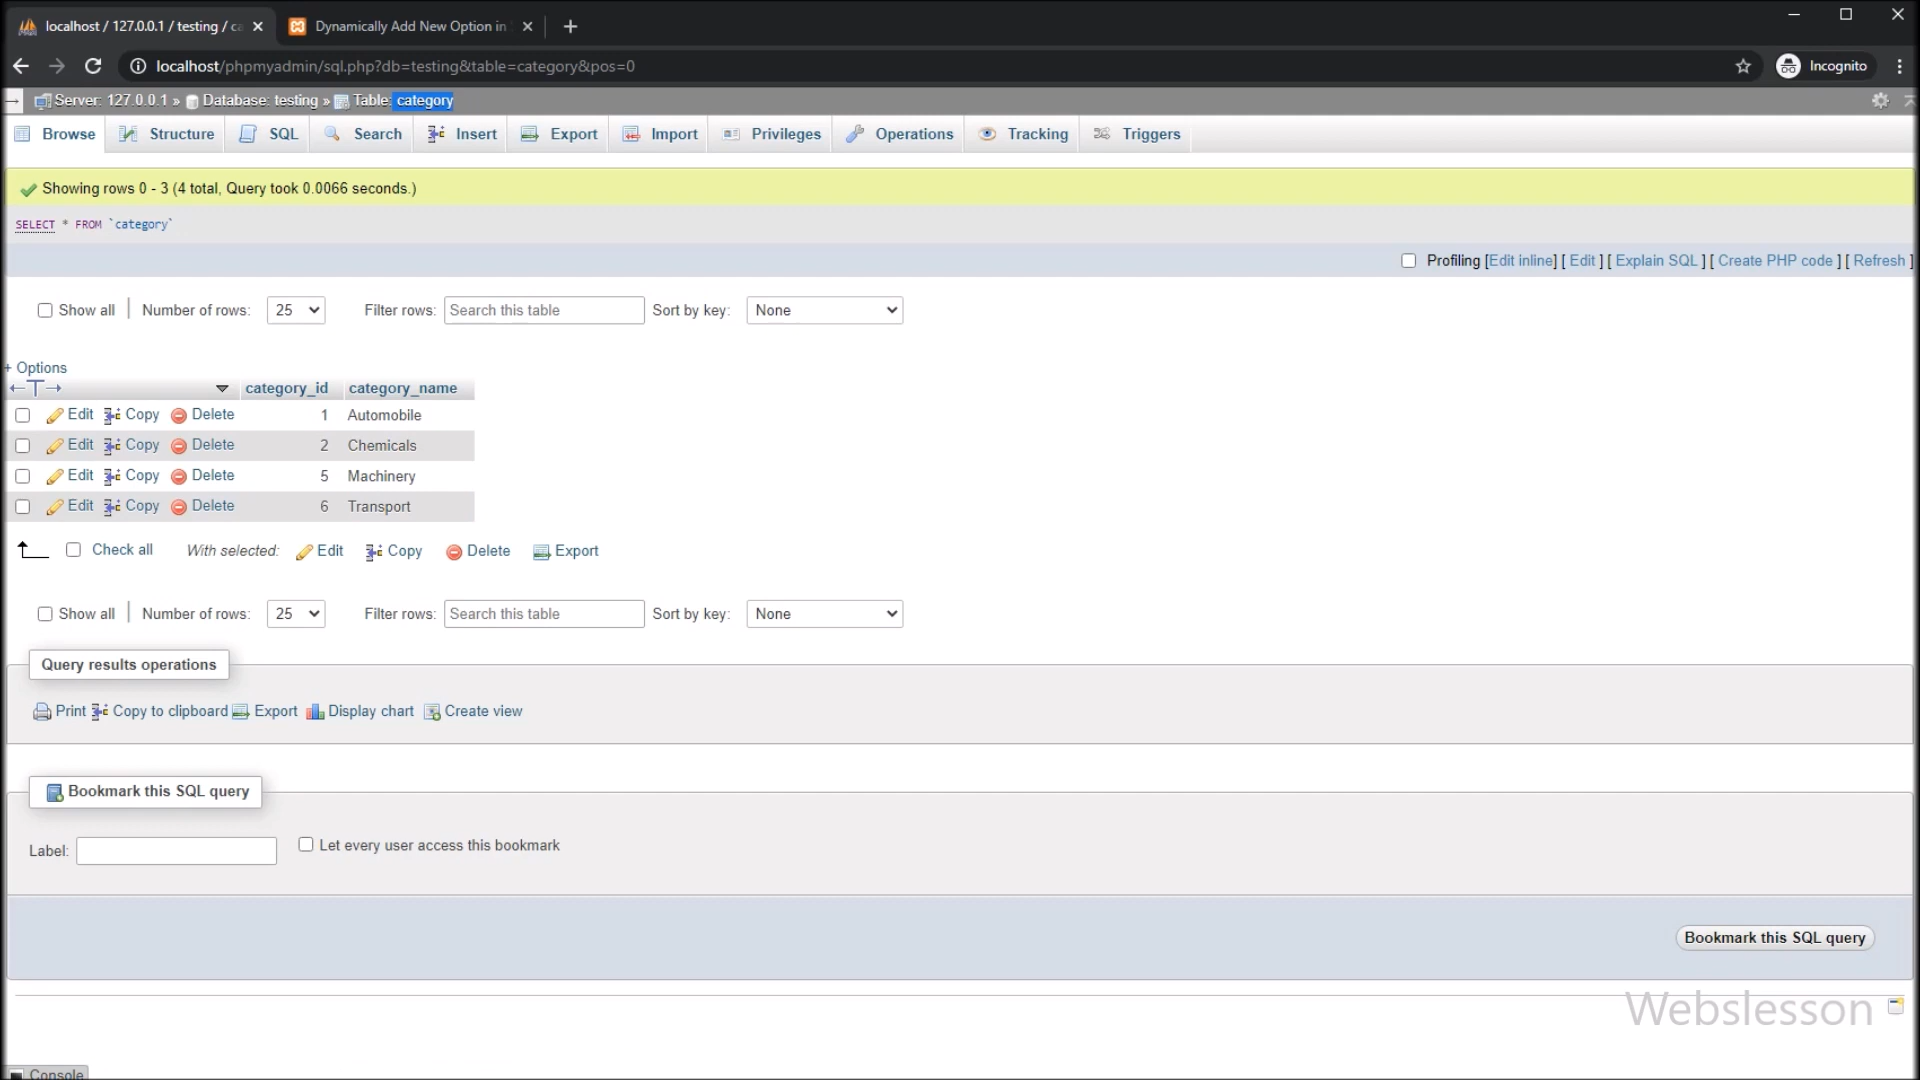 localhost / 127.0.0.1 / testing / ca
Dynamically Add New Option in
localhost/phpmyadmin/sql.php?db=testing&table=category&pos=0
Incognito
Server: 127.0.0.1 » Database: testing » Table: category
Browse Structure SQL Search Insert Export Import Privileges Operations Tracking Triggers
Showing rows 0 - 3 (4 total, Query took 0.0066 seconds.)
SELECT * FROM `category`
Profiling [Edit inline] [ Edit ] [ Explain SQL ] [ Create PHP code ] [ Refresh ]
Show all | Number of rows: 25 Filter rows: Search this table Sort by key: None
+ Options
←T→ category_id category_name
Edit Copy Delete 1 Automobile
Edit Copy Delete 2 Chemicals
Edit Copy Delete 5 Machinery
Edit Copy Delete 6 Transport
Check all With selected: Edit Copy Delete Export
Show all | Number of rows: 25 Filter rows: Search this table Sort by key: None
Query results operations
Print Copy to clipboard Export Display chart Create view
Bookmark this SQL query
Label: Let every user access this bookmark
Bookmark this SQL query
Webslesson
Console